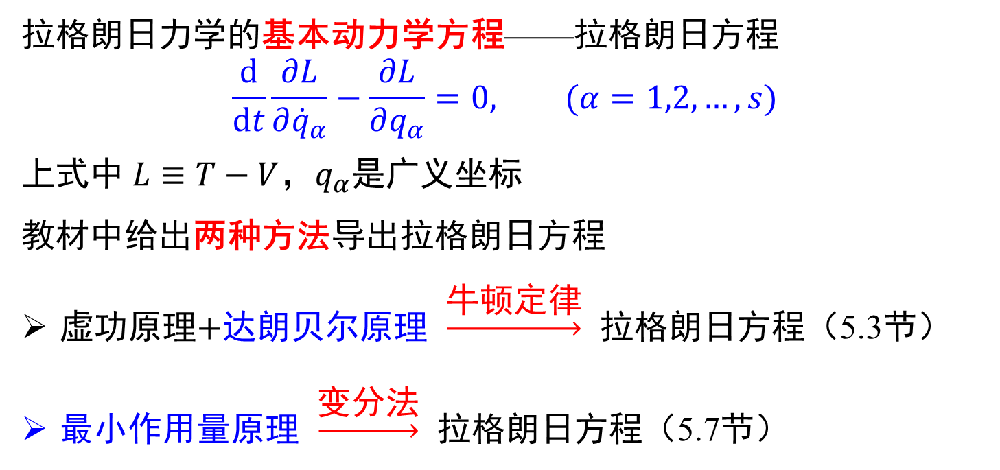 拉格朗日力学的基本动力学方程——拉格朗日方程
$\frac{\mathrm{d}}{\mathrm{d}t}\frac{\partial L}{\partial \dot{q}_\alpha} - \frac{\partial L}{\partial q_\alpha} = 0, \quad (\alpha = 1,2,\ldots,s)$
上式中 $L \equiv T - V$，$q_\alpha$是广义坐标
教材中给出两种方法导出拉格朗日方程
➢ 虚功原理+达朗贝尔原理 $\xrightarrow{\text{牛顿定律}}$ 拉格朗日方程（5.3节）
➢ 最小作用量原理 $\xrightarrow{\text{变分法}}$ 拉格朗日方程（5.7节）